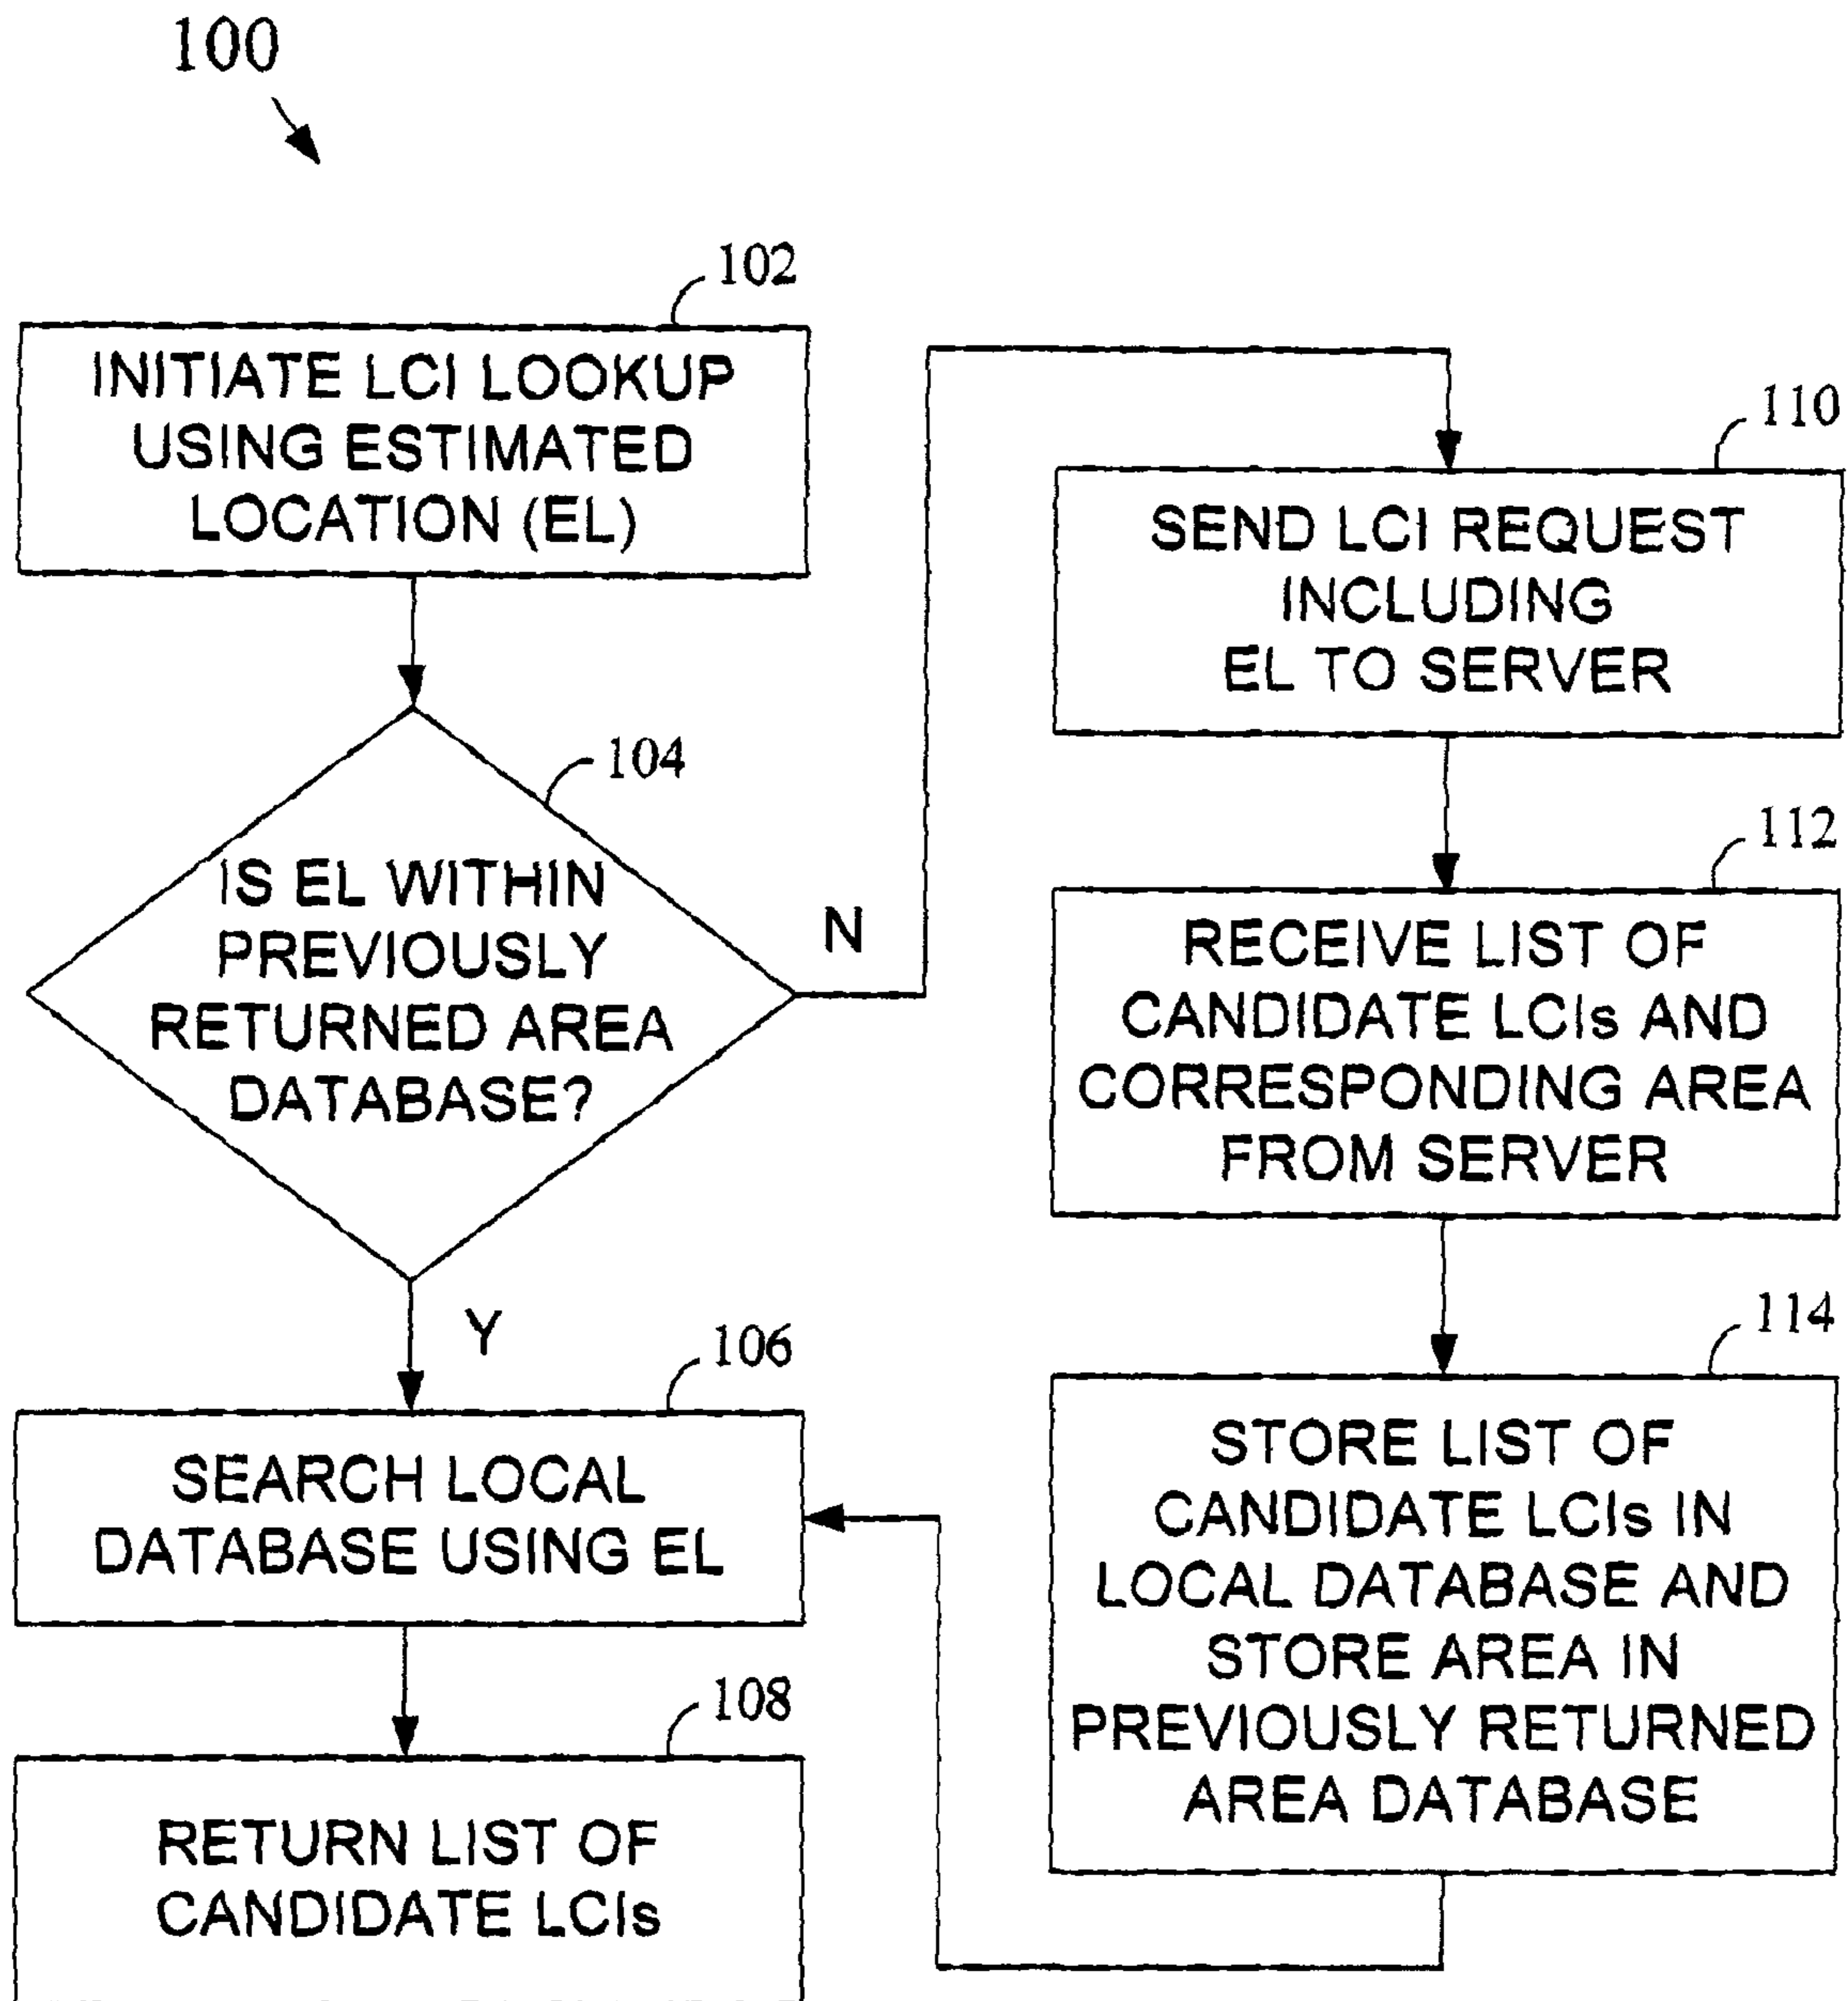 100
102
INITIATE LCI LOOKUP
USING ESTIMATED
LOCATION (EL)
104
IS EL WITHIN
PREVIOUSLY
RETURNED AREA
DATABASE?
N
Y
106
SEARCH LOCAL
DATABASE USING EL
108
RETURN LIST OF
CANDIDATE LCIs
110
SEND LCI REQUEST
INCLUDING
EL TO SERVER
112
RECEIVE LIST OF
CANDIDATE LCIs AND
CORRESPONDING AREA
FROM SERVER
114
STORE LIST OF
CANDIDATE LCIs IN
LOCAL DATABASE AND
STORE AREA IN
PREVIOUSLY RETURNED
AREA DATABASE